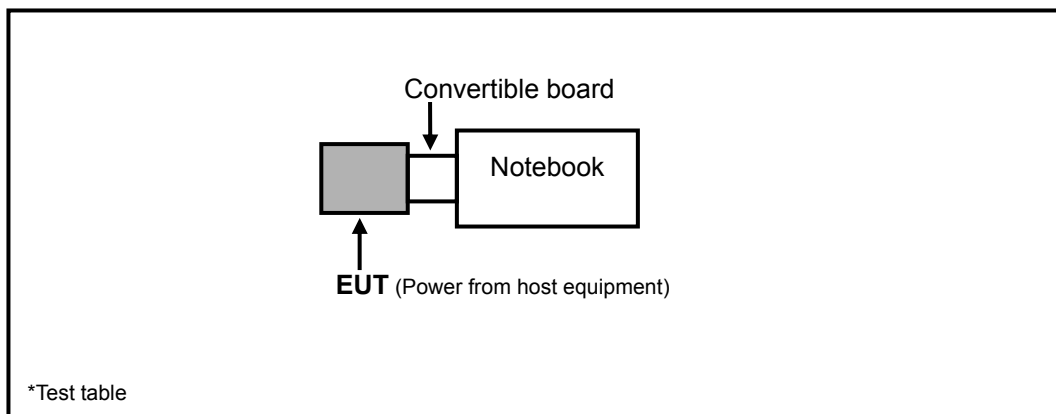 Convertible board
Notebook
EUT (Power from host equipment)
*Test table